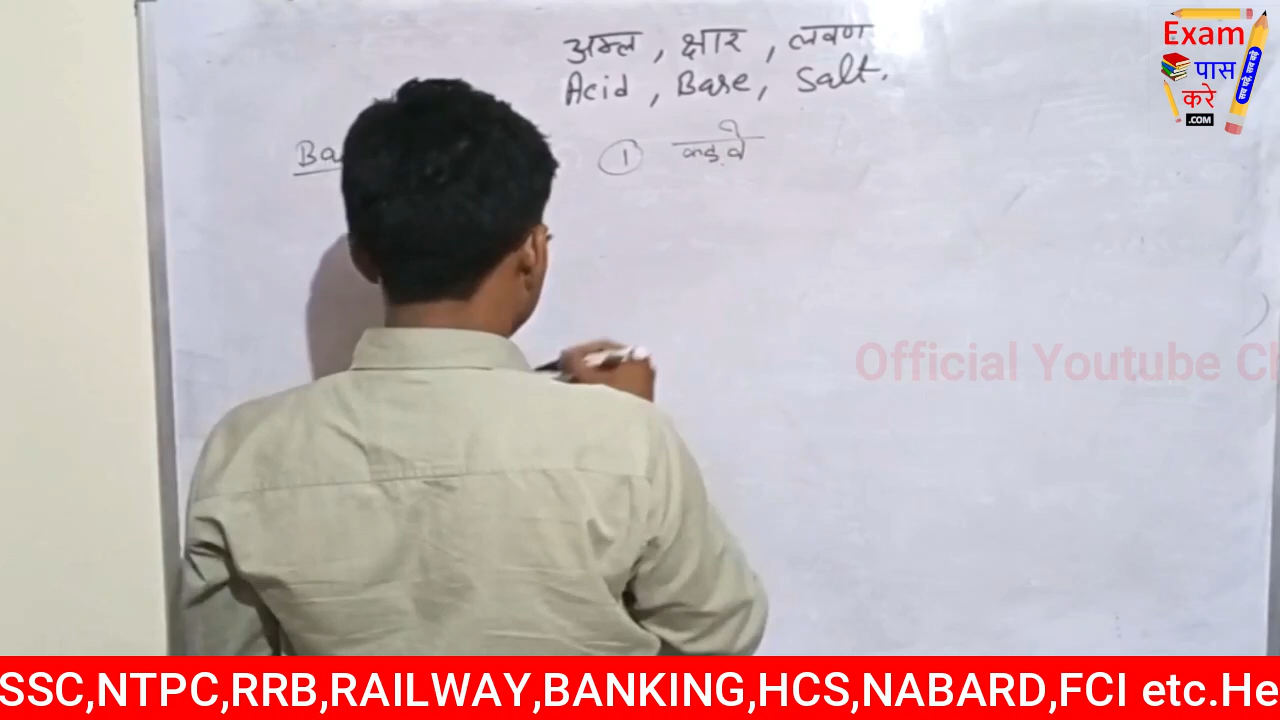 अम्ल , क्षार , लवण
Acid , Base , Salt.
Ba
① कड़वे
Exam
पास
करे
.COM
Official Youtube Ch
SSC,NTPC,RRB,RAILWAY,BANKING,HCS,NABARD,FCI etc.He